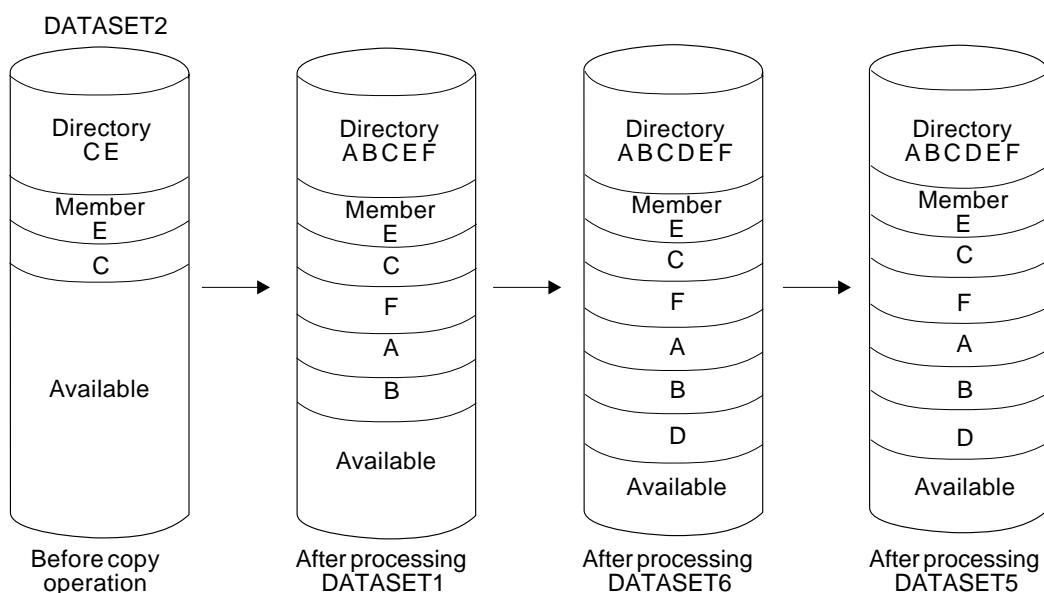 DATASET2
Directory
C E
Member
E
C
Available
Before copy
operation
Directory
A B C E F
Member
E
C
F
A
B
Available
After processing
DATASET1
Directory
A B C D E F
Member
E
C
F
A
B
D
Available
After processing
DATASET6
Directory
A B C D E F
Member
E
C
F
A
B
D
Available
After processing
DATASET5